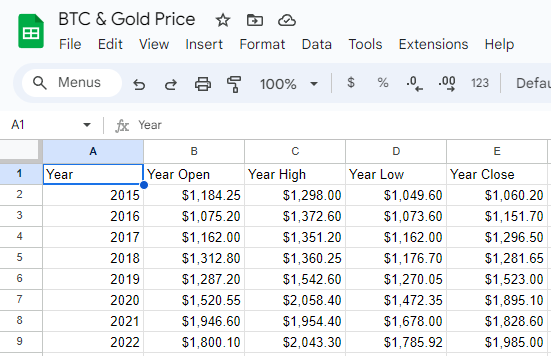 BTC & Gold Price
File Edit View Insert Format Data Tools Extensions Help
Menus 100% $ % .0 .00 123 Defau
A1 fx Year
A B C D E
1 Year Year Open Year High Year Low Year Close
2 2015 $1,184.25 $1,298.00 $1,049.60 $1,060.20
3 2016 $1,075.20 $1,372.60 $1,073.60 $1,151.70
4 2017 $1,162.00 $1,351.20 $1,162.00 $1,296.50
5 2018 $1,312.80 $1,360.25 $1,176.70 $1,281.65
6 2019 $1,287.20 $1,542.60 $1,270.05 $1,523.00
7 2020 $1,520.55 $2,058.40 $1,472.35 $1,895.10
8 2021 $1,946.60 $1,954.40 $1,678.00 $1,828.60
9 2022 $1,800.10 $2,043.30 $1,785.92 $1,985.00